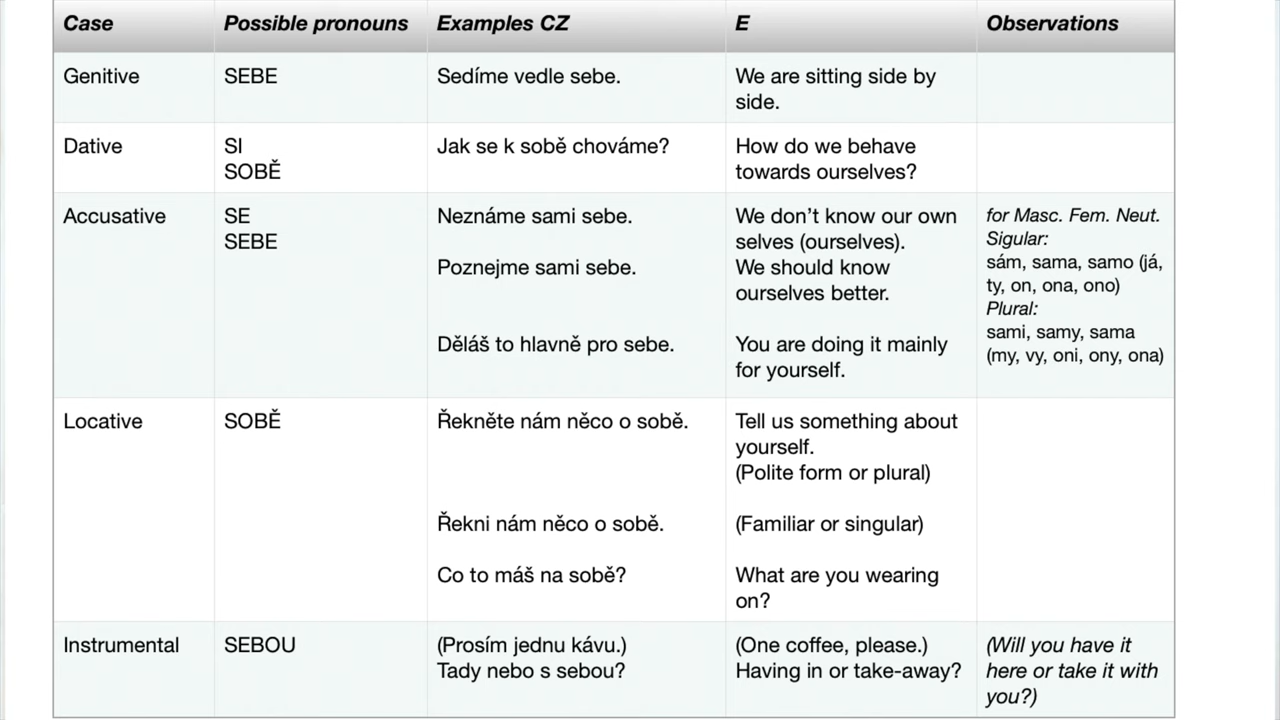 Case Possible pronouns Examples CZ E Observations
Genitive SEBE Sedíme vedle sebe. We are sitting side by
side.
Dative SI Jak se k sobě chováme? How do we behave
SOBĚ towards ourselves?
Accusative SE Neznáme sami sebe. We don’t know our own for Masc. Fem. Neut.
SEBE selves (ourselves). Sigular:
Poznejme sami sebe. We should know sám, sama, samo (já,
ourselves better. ty, on, ona, ono)
Plural:
Děláš to hlavně pro sebe. You are doing it mainly sami, samy, sama
for yourself. (my, vy, oni, ony, ona)
Locative SOBĚ Řekněte nám něco o sobě. Tell us something about
yourself.
(Polite form or plural)
Řekni nám něco o sobě. (Familiar or singular)
Co to máš na sobě? What are you wearing
on?
Instrumental SEBOU (Prosím jednu kávu.) (One coffee, please.) (Will you have it
Tady nebo s sebou? Having in or take-away? here or take it with
you?)